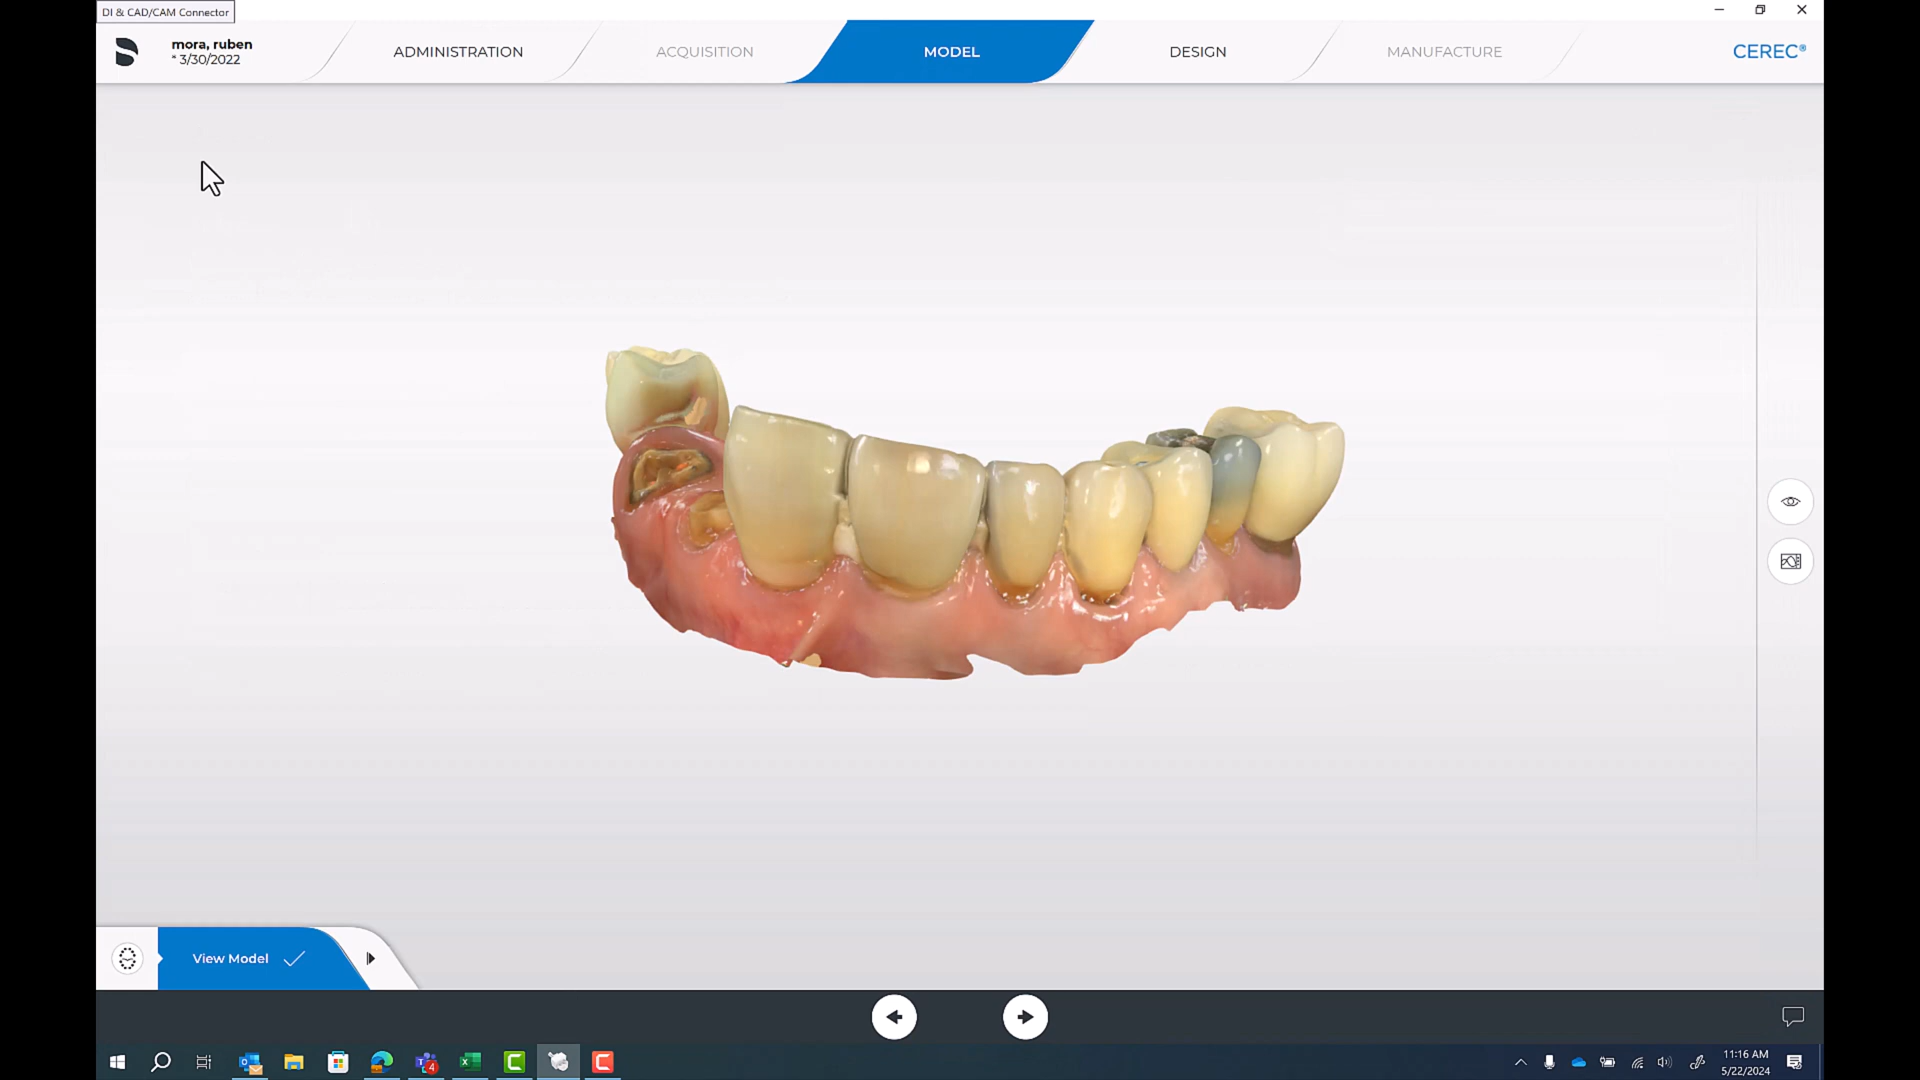 DI & CAD/CAM Connector
mora, ruben
* 3/30/2022
ADMINISTRATION
ACQUISITION
MODEL
DESIGN
MANUFACTURE
CEREC®
View Model
4
11:16 AM
5/22/2024